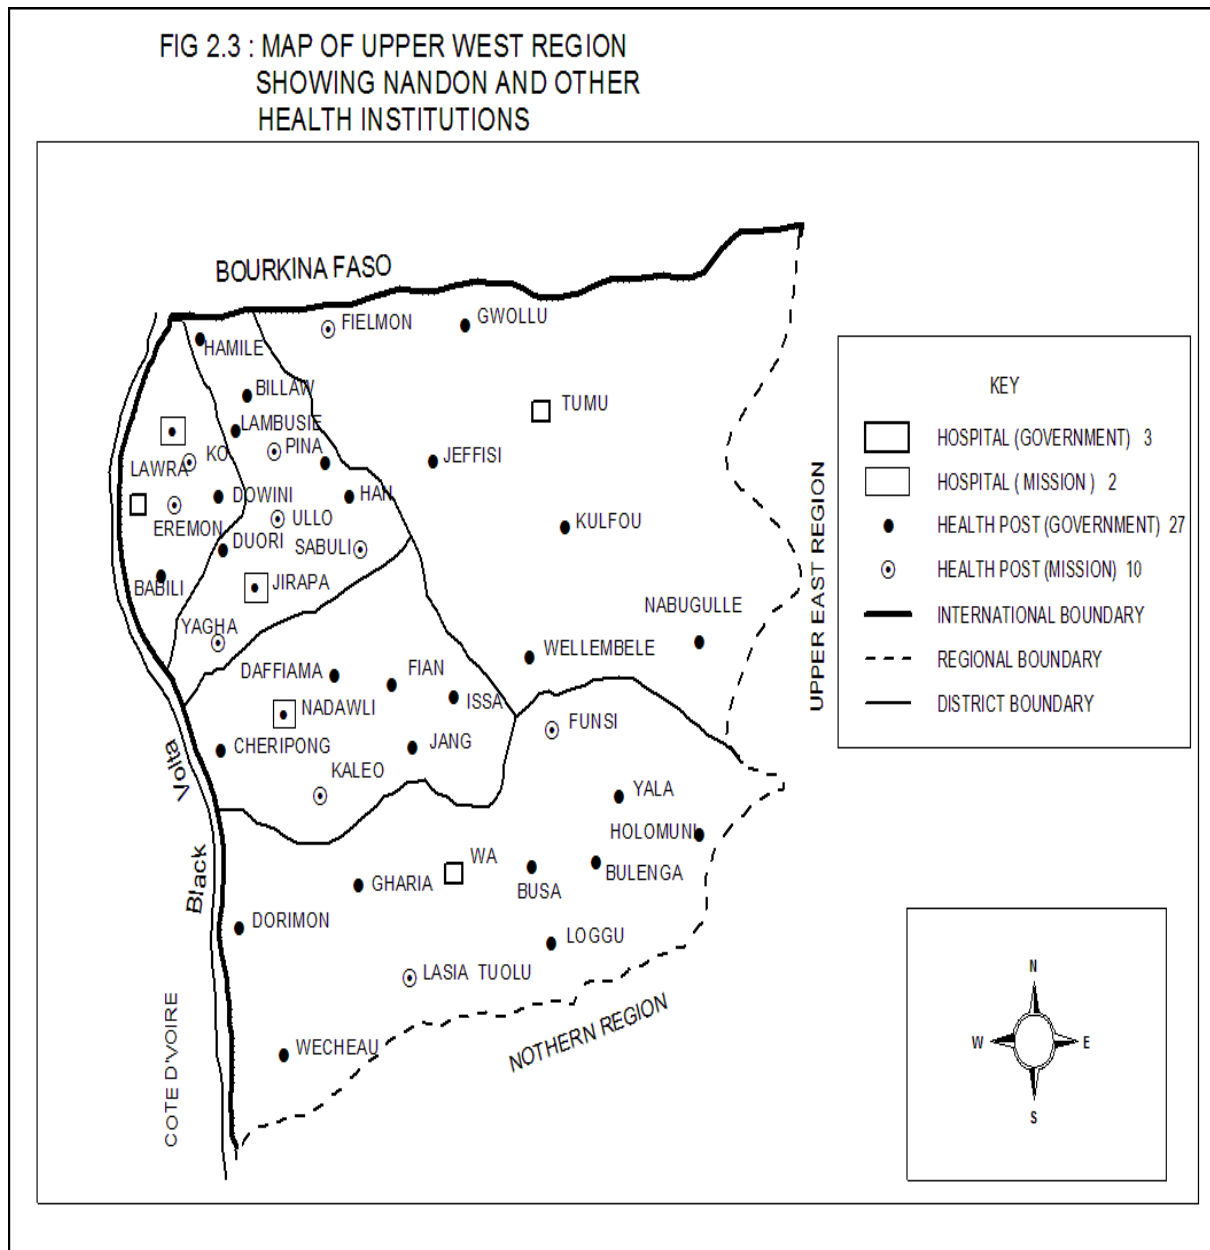 FIG 2.3 : MAP OF UPPER WEST REGION
SHOWING NANDON AND OTHER
HEALTH INSTITUTIONS
BOURKINA FASO
FIELMON
GWOLLU
HAMILE
BILLAW
TUMU
LAMBUSIE
PINA
KO
LAWRA
JEFFISI
DOWINI
HAN
ULLO
EREMON
KULFOU
DUORI
SABULI
BABILI
JIRAPA
NABUGULLE
YAGHA
WELLEMBELE
DAFFIAMA
FIAN
ISSA
NADAWLI
FUNSI
CHERIPONG
JANG
KALEO
YALA
HOLOMUNI
WA
BULENGA
GHARIA
BUSA
DORIMON
LOGGU
LASIA TUOLU
WECHEAU
Volta
Black
COTE D'VOIRE
NOTHERN REGION
UPPER EAST REGION
KEY
HOSPITAL (GOVERNMENT) 3
HOSPITAL ( MISSION ) 2
HEALTH POST (GOVERNMENT) 27
HEALTH POST (MISSION) 10
INTERNATIONAL BOUNDARY
REGIONAL BOUNDARY
DISTRICT BOUNDARY
N
W
E
S